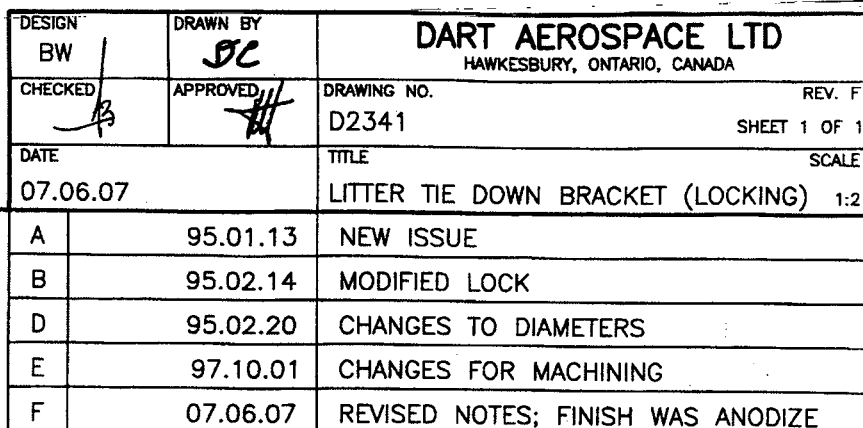 DESIGN
BW
DRAWN BY
DART AEROSPACE LTD
HAWKESBURY, ONTARIO, CANADA
CHECKED
APPROVED
DRAWING NO.
D2341
REV. F
SHEET 1 OF 1
DATE
07.06.07
TITLE
LITTER TIE DOWN BRACKET (LOCKING)
SCALE
1:2
A 95.01.13 NEW ISSUE
B 95.02.14 MODIFIED LOCK
D 95.02.20 CHANGES TO DIAMETERS
E 97.10.01 CHANGES FOR MACHINING
F 07.06.07 REVISED NOTES; FINISH WAS ANODIZE